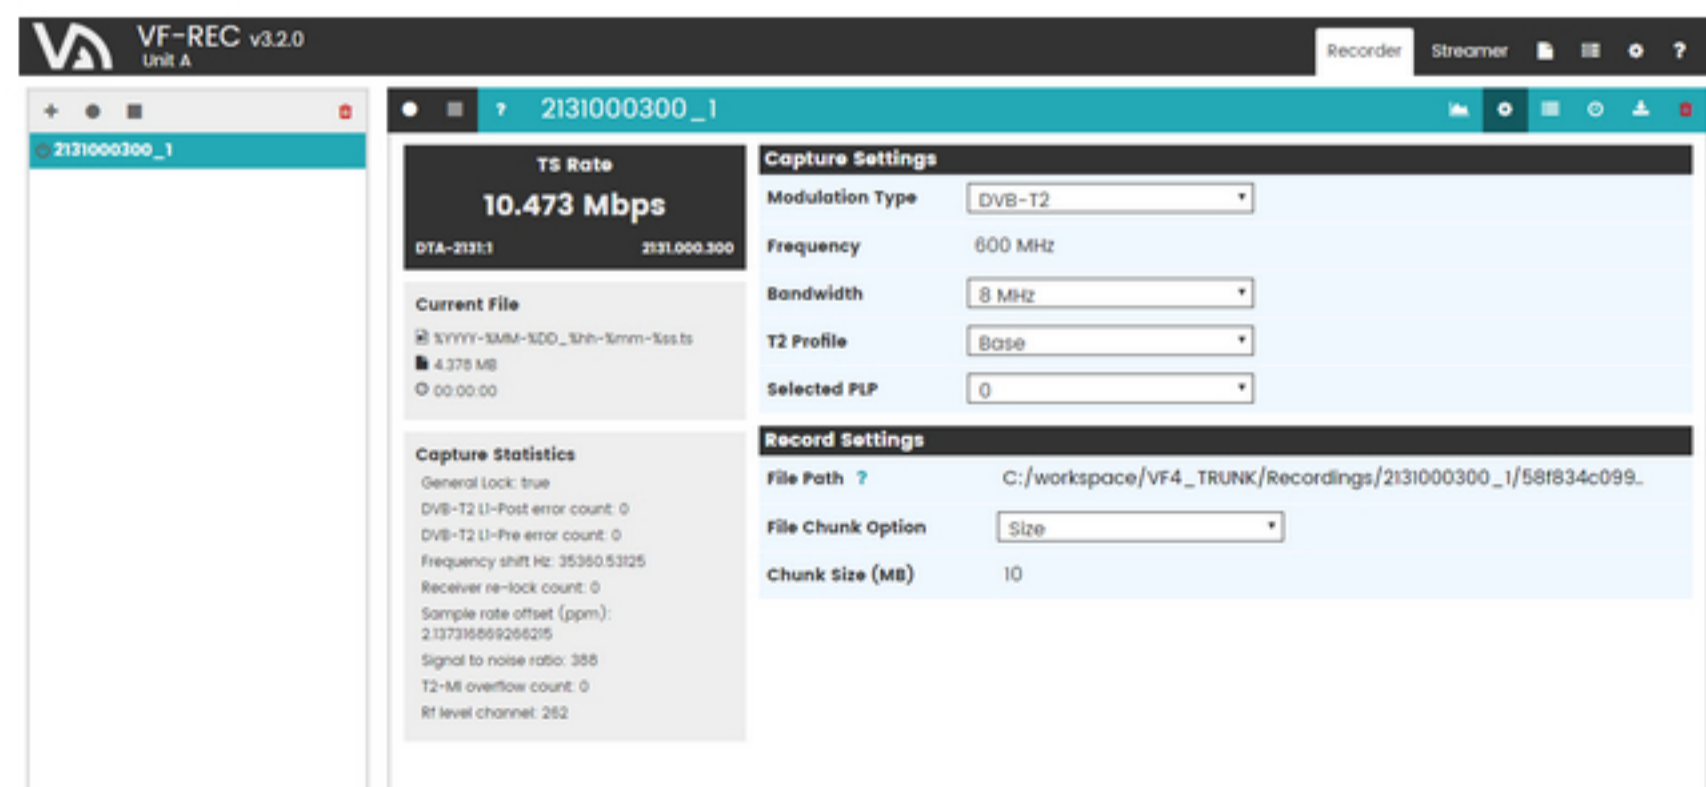 VF-REC v3.2.0
Unit A
Recorder Streamer ?
2131000300_1
? 2131000300_1
TS Rate
10.473 Mbps
DTA-2131:1 2131.000.300
Current File
%YYYY-%MM-%DD_%hh-%mm-%ss.ts
4.378 MB
00:00:00
Capture Statistics
General Lock: true
DVB-T2 L1-Post error count: 0
DVB-T2 L1-Pre error count: 0
Frequency shift Hz: 35360.53125
Receiver re-lock count: 0
Sample rate offset (ppm):
2.137316869266215
Signal to noise ratio: 388
T2-MI overflow count: 0
Rf level channel: 262
Capture Settings
Modulation Type DVB-T2
Frequency 600 MHz
Bandwidth 8 MHz
T2 Profile Base
Selected PLP 0
Record Settings
File Path ? C:/workspace/VF4_TRUNK/Recordings/2131000300_1/58f834c099...
File Chunk Option Size
Chunk Size (MB) 10